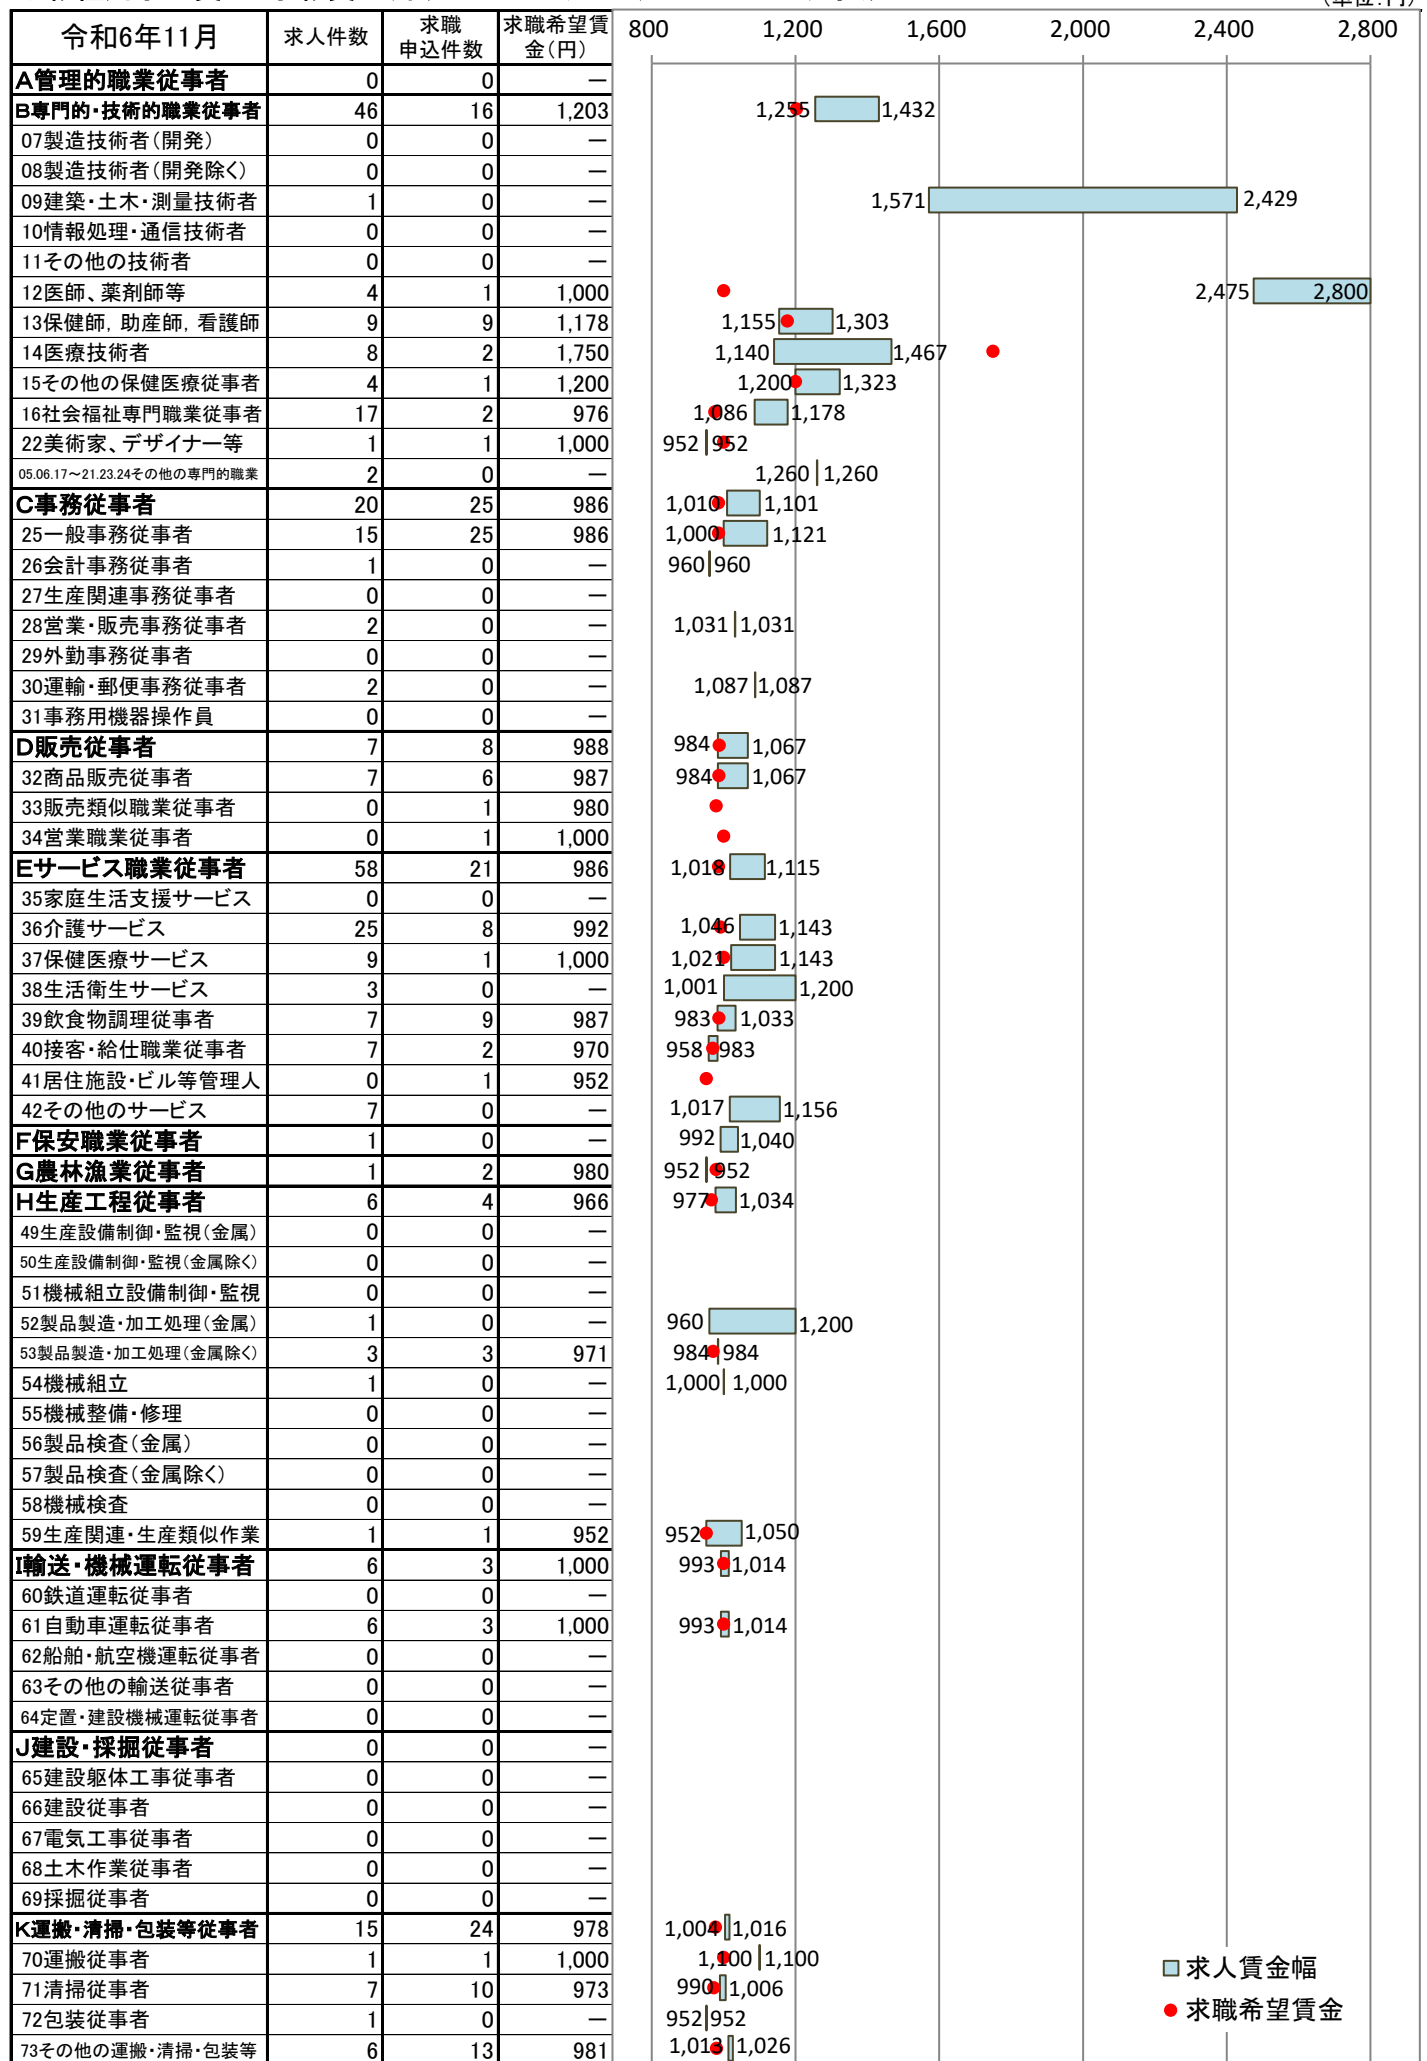 (単位:円)
令和6年11月 求人件数 求職申込件数 求職希望賃金(円) 800 1,200 1,600 2,000 2,400 2,800
A管理的職業従事者 0 0 ―
B専門的・技術的職業従事者 46 16 1,203 1,255 1,432
07製造技術者(開発) 0 0 ―
08製造技術者(開発除く) 0 0 ―
09建築・土木・測量技術者 1 0 ― 1,571 2,429
10情報処理・通信技術者 0 0 ―
11その他の技術者 0 0 ―
12医師、薬剤師等 4 1 1,000 2,475 2,800
13保健師,助産師,看護師 9 9 1,178 1,155 1,303
14医療技術者 8 2 1,750 1,140 1,467
15その他の保健医療従事者 4 1 1,200 1,200 1,323
16社会福祉専門職業従事者 17 2 976 1,086 1,178
22美術家、デザイナー等 1 1 1,000 952 952
05.06.17~21.23.24その他の専門的職業 2 0 ― 1,260 1,260
C事務従事者 20 25 986 1,010 1,101
25一般事務従事者 15 25 986 1,000 1,121
26会計事務従事者 1 0 ― 960 960
27生産関連事務従事者 0 0 ―
28営業・販売事務従事者 2 0 ― 1,031 1,031
29外勤事務従事者 0 0 ―
30運輸・郵便事務従事者 2 0 ― 1,087 1,087
31事務用機器操作員 0 0 ―
D販売従事者 7 8 988 984 1,067
32商品販売従事者 7 6 987 984 1,067
33販売類似職業従事者 0 1 980
34営業職業従事者 0 1 1,000
Eサービス職業従事者 58 21 986 1,018 1,115
35家庭生活支援サービス 0 0 ―
36介護サービス 25 8 992 1,046 1,143
37保健医療サービス 9 1 1,000 1,021 1,143
38生活衛生サービス 3 0 ― 1,001 1,200
39飲食物調理従事者 7 9 987 983 1,033
40接客・給仕職業従事者 7 2 970 958 983
41居住施設・ビル等管理人 0 1 952
42その他のサービス 7 0 ― 1,017 1,156
F保安職業従事者 1 0 ― 992 1,040
G農林漁業従事者 1 2 980 952 952
H生産工程従事者 6 4 966 977 1,034
49生産設備制御・監視(金属) 0 0 ―
50生産設備制御・監視(金属除く) 0 0 ―
51機械組立設備制御・監視 0 0 ―
52製品製造・加工処理(金属) 1 0 ― 960 1,200
53製品製造・加工処理(金属除く) 3 3 971 984 984
54機械組立 1 0 ― 1,000 1,000
55機械整備・修理 0 0 ―
56製品検査(金属) 0 0 ―
57製品検査(金属除く) 0 0 ―
58機械検査 0 0 ―
59生産関連・生産類似作業 1 1 952 952 1,050
I輸送・機械運転従事者 6 3 1,000 993 1,014
60鉄道運転従事者 0 0 ―
61自動車運転従事者 6 3 1,000 993 1,014
62船舶・航空機運転従事者 0 0 ―
63その他の輸送従事者 0 0 ―
64定置・建設機械運転従事者 0 0 ―
J建設・採掘従事者 0 0 ―
65建設躯体工事従事者 0 0 ―
66建設従事者 0 0 ―
67電気工事従事者 0 0 ―
68土木作業従事者 0 0 ―
69採掘従事者 0 0 ―
K運搬・清掃・包装等従事者 15 24 978 1,004 1,016
70運搬従事者 1 1 1,000 1,100 1,100
71清掃従事者 7 10 973 990 1,006
72包装従事者 1 0 ― 952 952
73その他の運搬・清掃・包装等 6 13 981 1,013 1,026
求人賃金幅
求職希望賃金